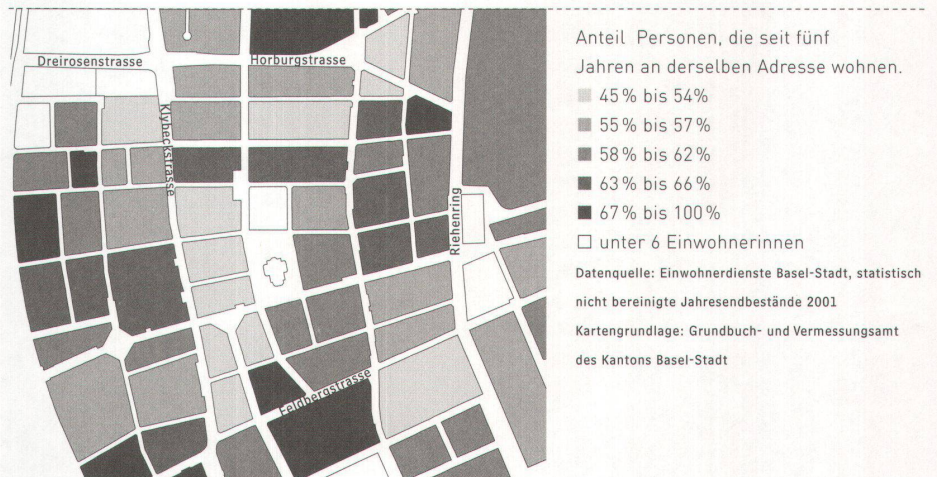 Dreirosenstrasse
Horburgstrasse
Klybeckstrasse
Riehenring
Feldbergstrasse
Anteil Personen, die seit fünf
Jahren an derselben Adresse wohnen.
45 % bis 54%
55 % bis 57 %
58 % bis 62 %
63 % bis 66 %
67 % bis 100 %
unter 6 Einwohnerinnen
Datenquelle: Einwohnerdienste Basel-Stadt, statistisch
nicht bereinigte Jahresendbestände 2001
Kartengrundlage: Grundbuch- und Vermessungsamt
des Kantons Basel-Stadt